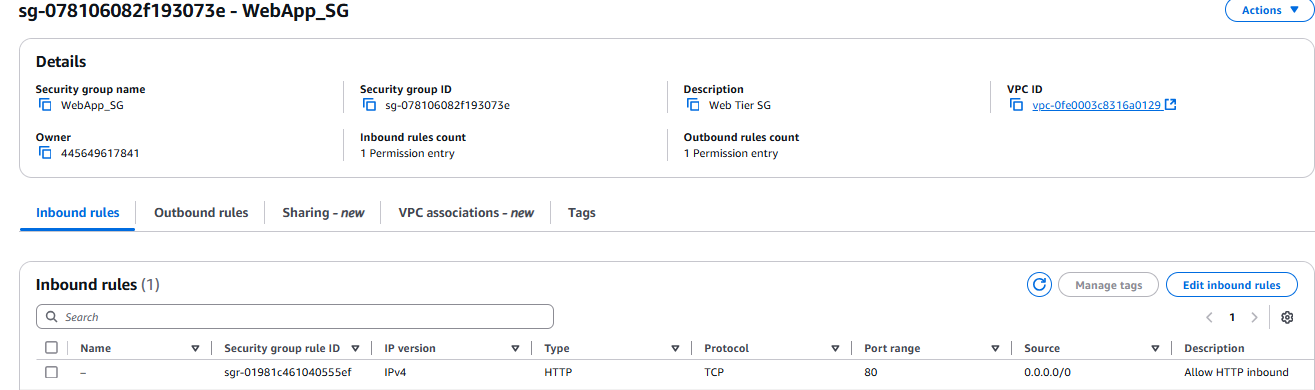 sg-078106082f193073e - WebApp_SG
Actions
Details
Security group name
WebApp_SG
Security group ID
sg-078106082f193073e
Description
Web Tier SG
VPC ID
vpc-0fe0003c8316a0129
Owner
445649617841
Inbound rules count
1 Permission entry
Outbound rules count
1 Permission entry
Inbound rules Outbound rules Sharing - new VPC associations - new Tags
Inbound rules (1)
Manage tags Edit inbound rules
Search
1
Name Security group rule ID IP version Type Protocol Port range Source Description
– sgr-01981c461040555ef IPv4 HTTP TCP 80 0.0.0.0/0 Allow HTTP inbound